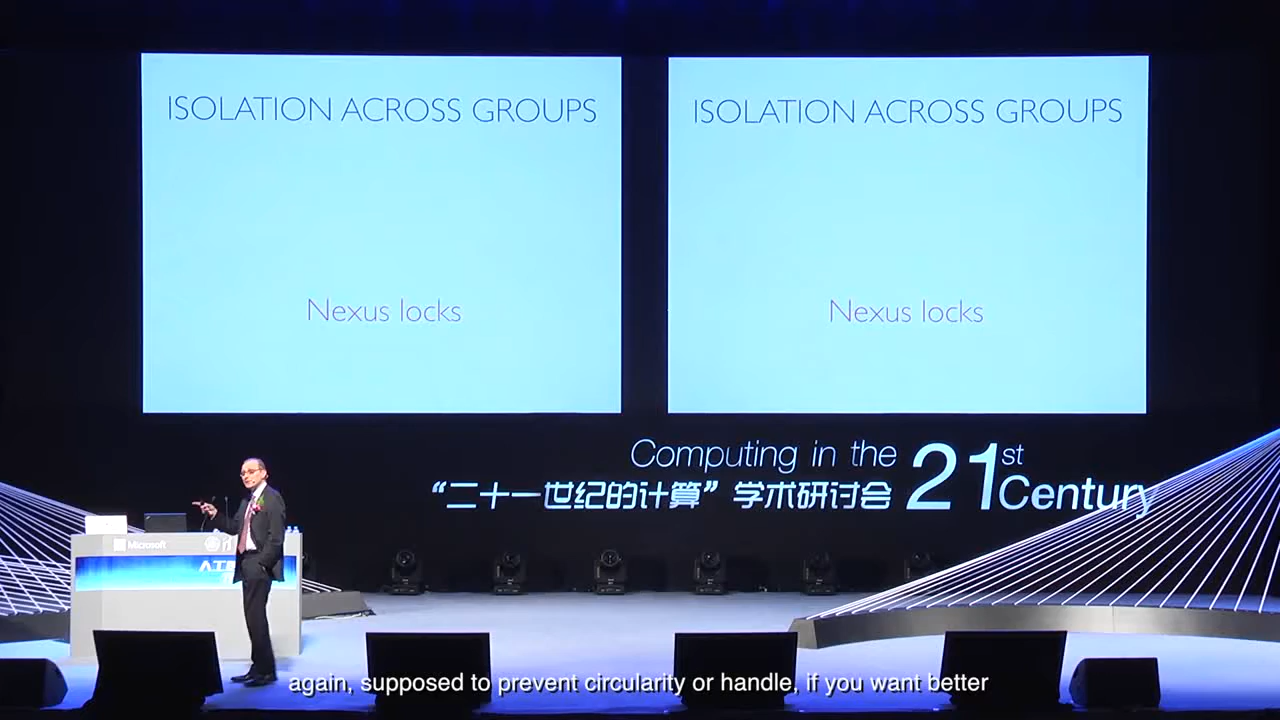 ISOLATION ACROSS GROUPS
Nexus locks
ISOLATION ACROSS GROUPS
Nexus locks
Computing in the 21st Century
“二十一世纪的计算”学术研讨会
Microsoft
人工
again, supposed to prevent circularity or handle, if you want better